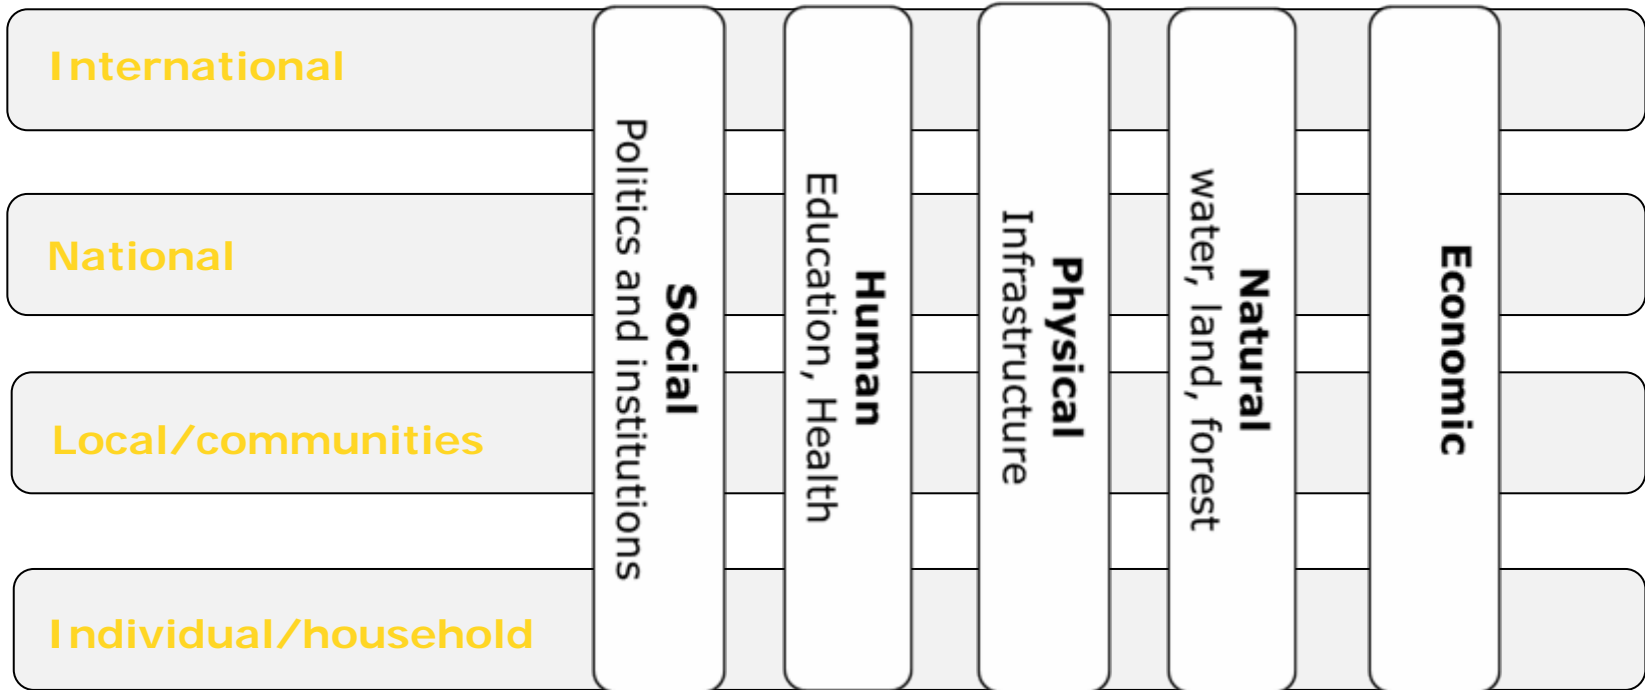 International
National
Local/communities
Individual/household
Social
Politics and institutions
Human
Education, Health
Physical
Infrastructure
Natural
water, land, forest
Economic